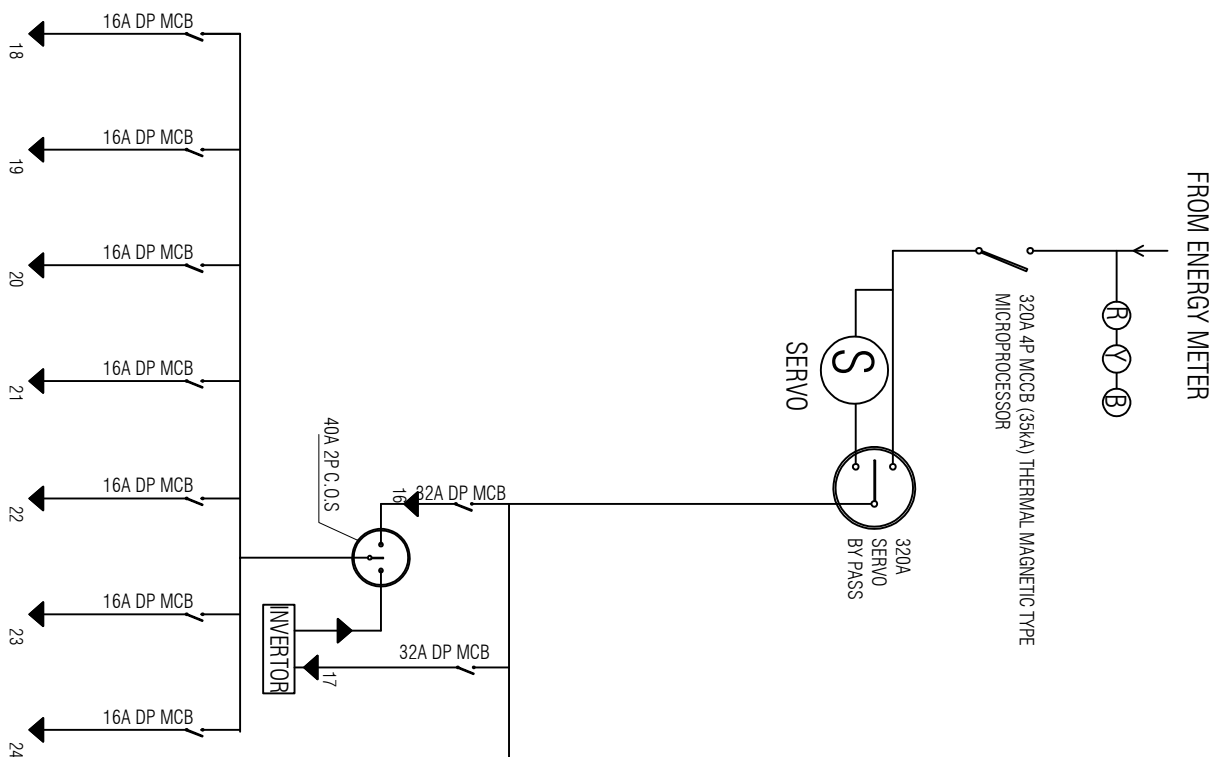 FROM ENERGY METER
R
Y
B
320A 4P MCCB (35kA) THERMAL MAGNETIC TYPE
MICROPROCESSOR
S
SERVO
320A
SERVO
BY PASS
32A DP MCB
16
40A 2P C.O.S
32A DP MCB
17
INVERTOR
16A DP MCB
18
16A DP MCB
19
16A DP MCB
20
16A DP MCB
21
16A DP MCB
22
16A DP MCB
23
16A DP MCB
24